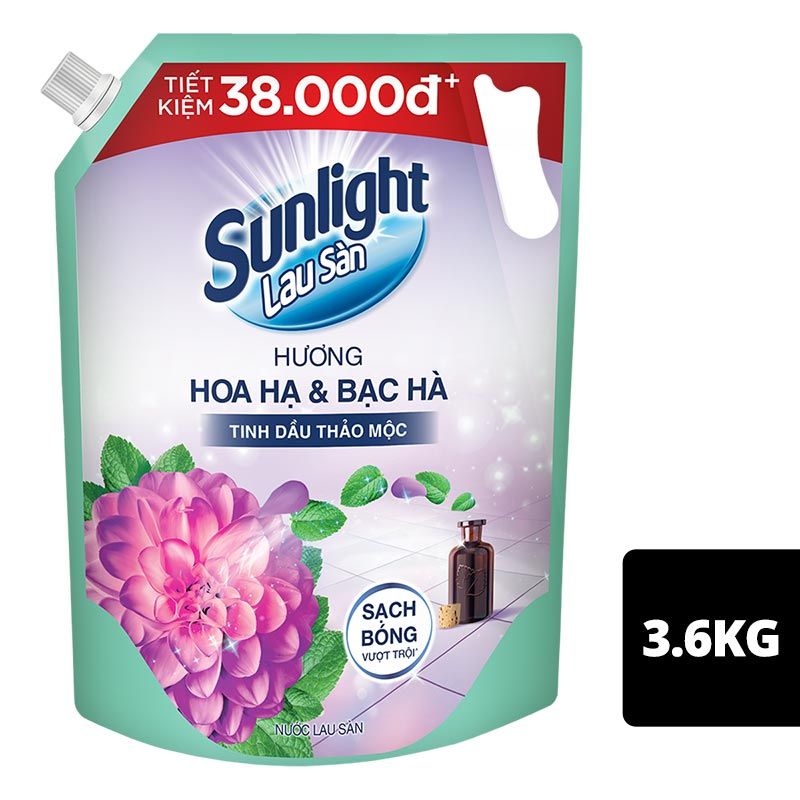 TIẾT KIỆM 38.000đ+
Sunlight
Lau Sàn
HƯƠNG
HOA HẠ & BẠC HÀ
TINH DẦU THẢO MỘC
SẠCH
BÓNG
VƯỢT TRỘI*
NƯỚC LAU SÀN
3.6KG